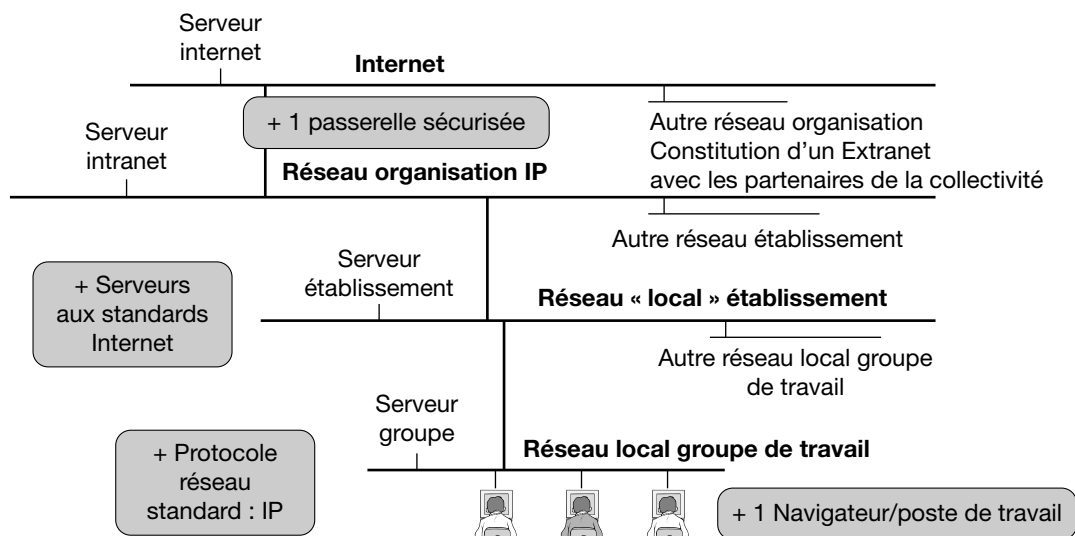 Serveur
internet
Internet
+ 1 passerelle sécurisée
Autre réseau organisation
Constitution d'un Extranet
avec les partenaires de la collectivité
Serveur
intranet
Réseau organisation IP
Autre réseau établissement
+ Serveurs
aux standards
Internet
Serveur
établissement
Réseau « local » établissement
Autre réseau local groupe
de travail
Serveur
groupe
Réseau local groupe de travail
+ Protocole
réseau
standard : IP
+ 1 Navigateur/poste de travail